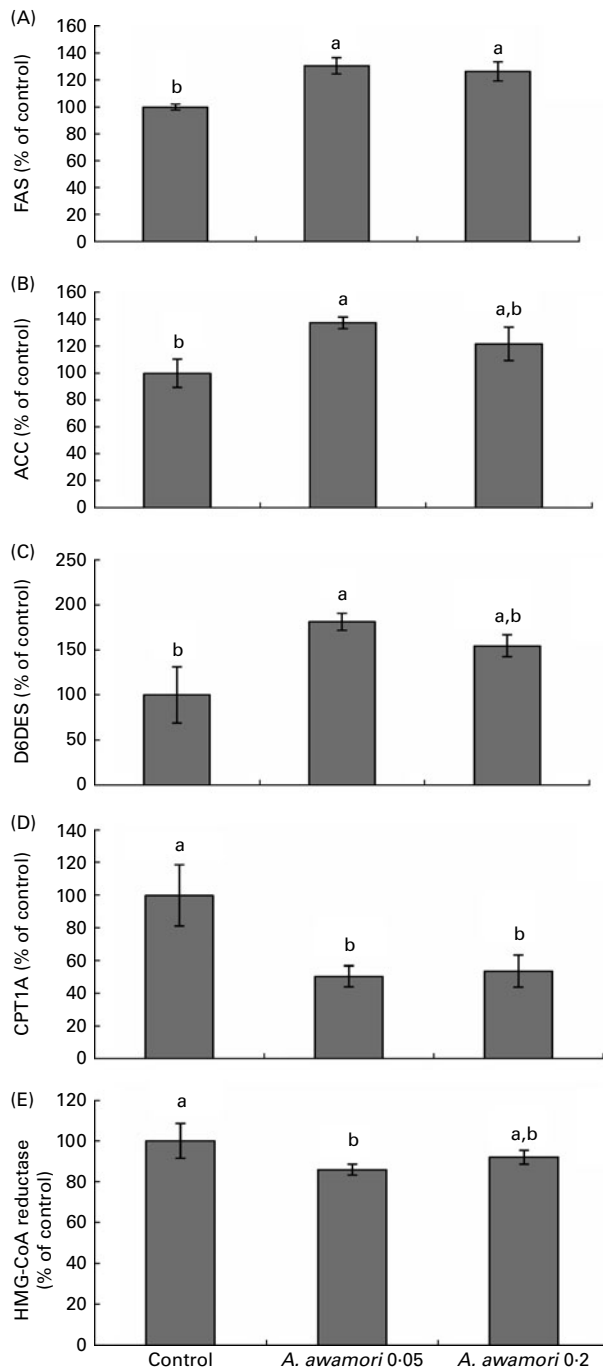 (A)
FAS (% of control)
160
140
120
100
80
60
40
20
0
b
a
a
(B)
ACC (% of control)
160
140
120
100
80
60
40
20
0
b
a
a,b
(C)
D6DES (% of control)
250
200
150
100
50
0
b
a
a,b
(D)
CPT1A (% of control)
140
120
100
80
60
40
20
0
a
b
b
(E)
HMG-CoA reductase
(% of control)
120
100
80
60
40
20
0
a
b
a,b
Control
A. awamori 0·05
A. awamori 0·2